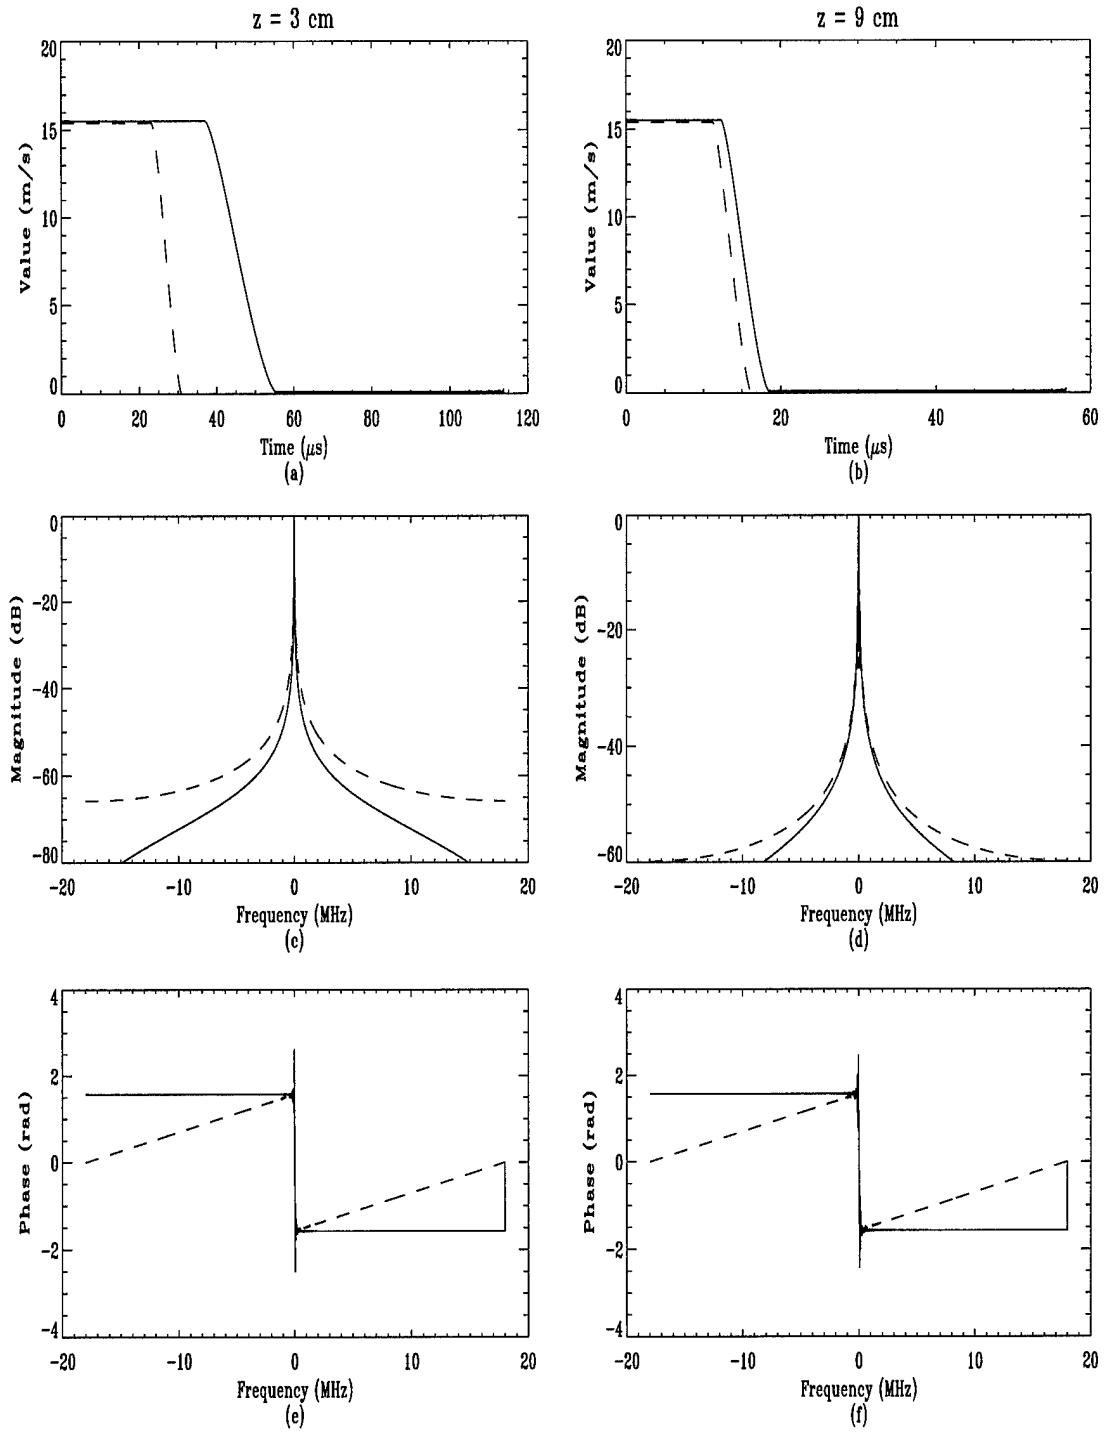 z = 3 cm
z = 9 cm
20
15
10
5
0
Value (m/s)
0 20 40 60 80 100 120
Time (μs)
(a)
20
15
10
5
0
Value (m/s)
0 20 40 60
Time (μs)
(b)
0
-20
-40
-60
-80
Magnitude (dB)
-20 -10 0 10 20
Frequency (MHz)
(c)
0
-20
-40
-60
Magnitude (dB)
-20 -10 0 10 20
Frequency (MHz)
(d)
4
2
0
-2
-4
Phase (rad)
-20 -10 0 10 20
Frequency (MHz)
(e)
4
2
0
-2
-4
Phase (rad)
-20 -10 0 10 20
Frequency (MHz)
(f)